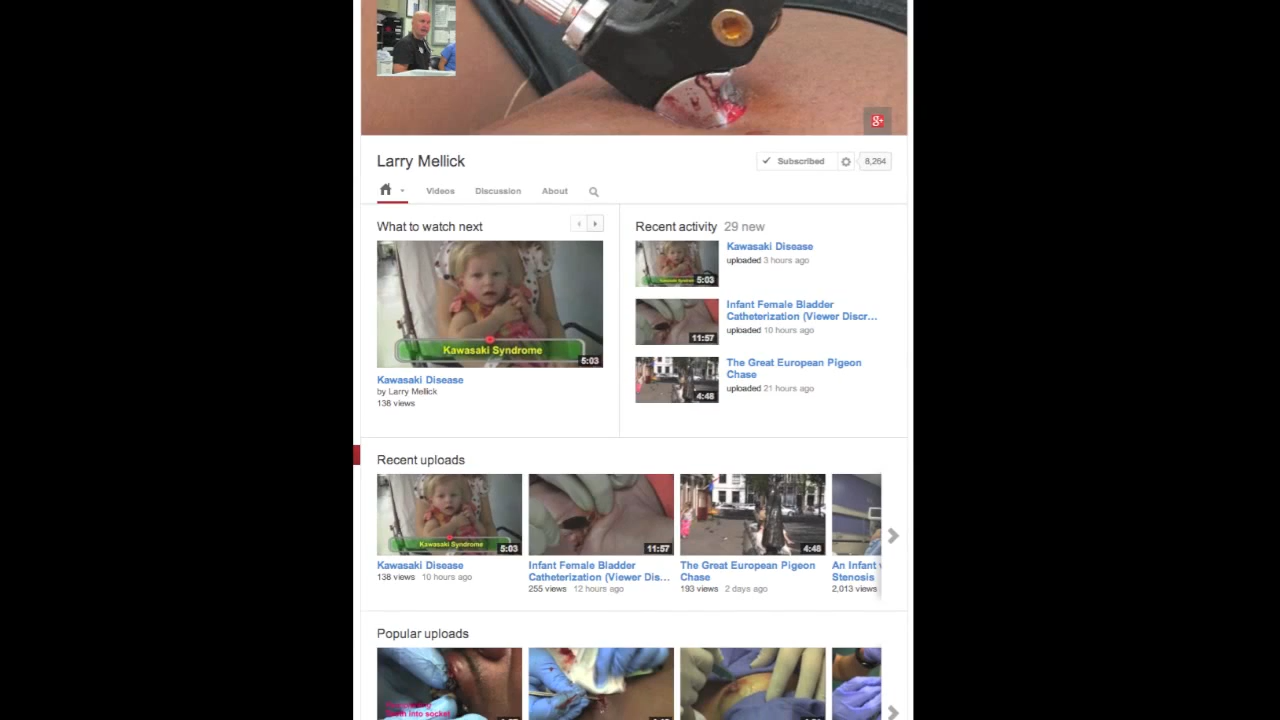 g+
Larry Mellick
Subscribed 8,264
Videos Discussion About
What to watch next
Kawasaki Syndrome
5:03
Kawasaki Disease
by Larry Mellick
138 views
Recent activity 29 new
5:03
Kawasaki Disease
uploaded 3 hours ago
11:57
Infant Female Bladder
Catheterization (Viewer Discr...
uploaded 10 hours ago
4:48
The Great European Pigeon
Chase
uploaded 21 hours ago
Recent uploads
Kawasaki Syndrome
5:03
Kawasaki Disease
138 views 10 hours ago
11:57
Infant Female Bladder
Catheterization (Viewer Dis...
255 views 12 hours ago
4:48
The Great European Pigeon
Chase
193 views 2 days ago
An Infant
Stenosis
2,013 views
Popular uploads
into socket